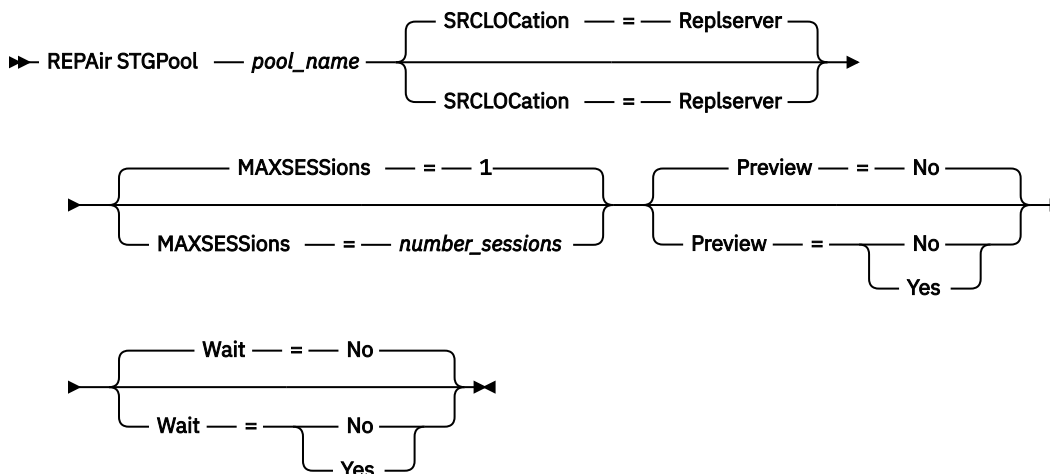 SRCLOCation = Replserver
REPAir STGPool pool_name
SRCLOCation = Replserver
MAXSESSions = 1 Preview = No
MAXSESSions = number_sessions Preview = No
Yes
Wait = No
Wait = No
Yes